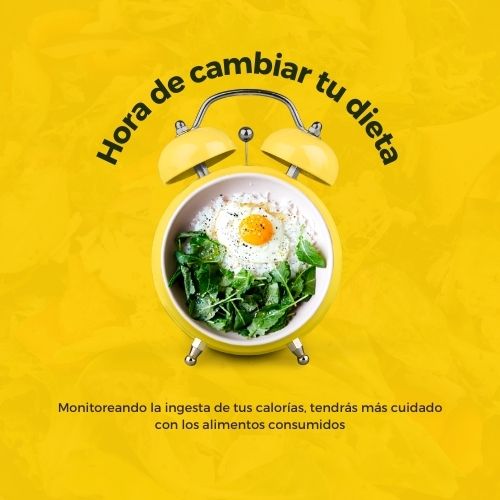 Hora de cambiar tu dieta
Monitoreando la ingesta de tus calorías, tendrás más cuidado
con los alimentos consumidos